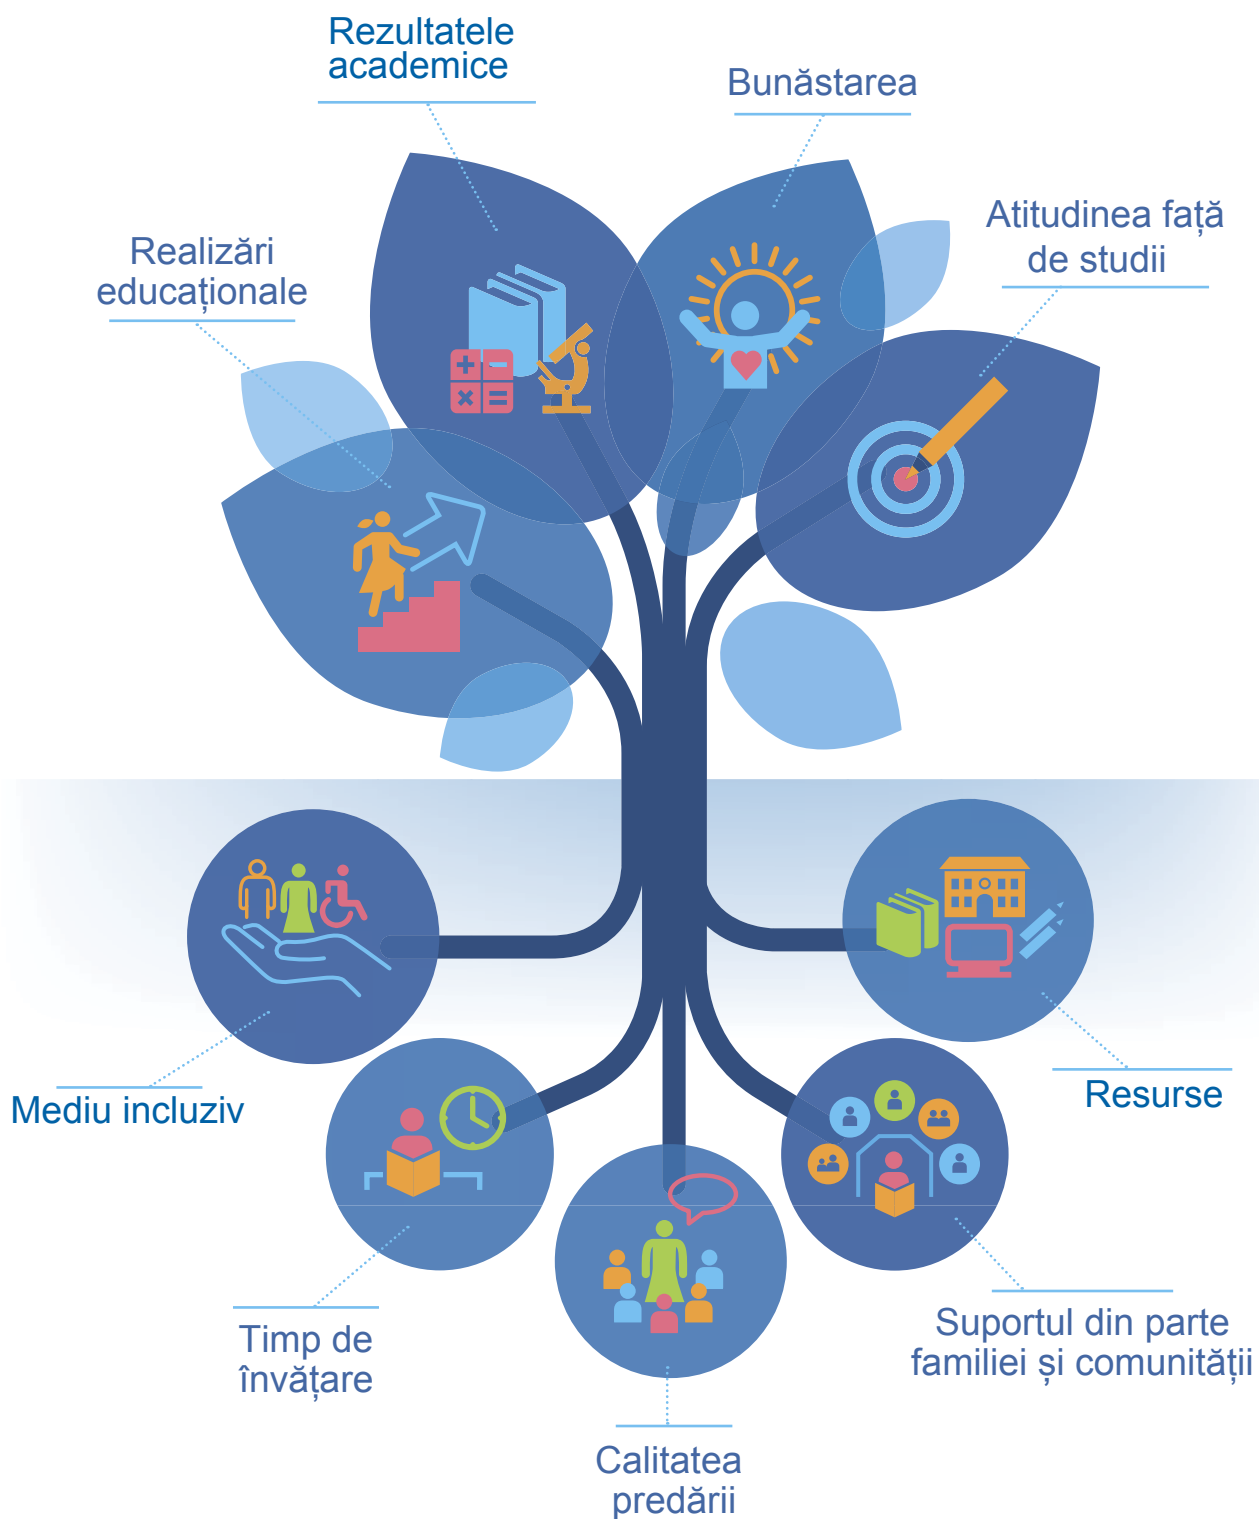 Rezultatele
academice
Bunăstarea
Atitudinea față
de studii
Realizări
educaționale
Mediu incluziv
Resurse
Timp de
învățare
Suportul din parte
familiei și comunității
Calitatea
predării